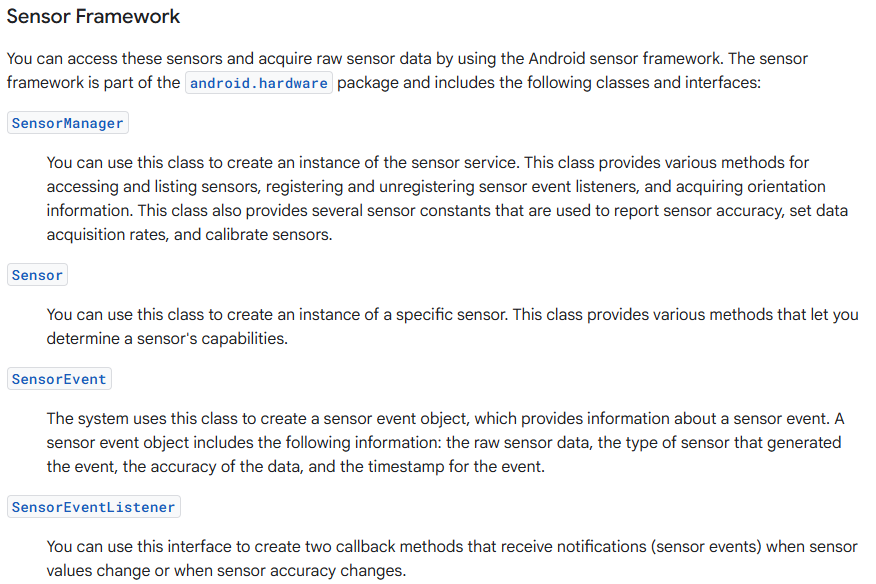 Sensor Framework
You can access these sensors and acquire raw sensor data by using the Android sensor framework. The sensor
framework is part of the android.hardware package and includes the following classes and interfaces:
SensorManager
You can use this class to create an instance of the sensor service. This class provides various methods for
accessing and listing sensors, registering and unregistering sensor event listeners, and acquiring orientation
information. This class also provides several sensor constants that are used to report sensor accuracy, set data
acquisition rates, and calibrate sensors.
Sensor
You can use this class to create an instance of a specific sensor. This class provides various methods that let you
determine a sensor's capabilities.
SensorEvent
The system uses this class to create a sensor event object, which provides information about a sensor event. A
sensor event object includes the following information: the raw sensor data, the type of sensor that generated
the event, the accuracy of the data, and the timestamp for the event.
SensorEventListener
You can use this interface to create two callback methods that receive notifications (sensor events) when sensor
values change or when sensor accuracy changes.